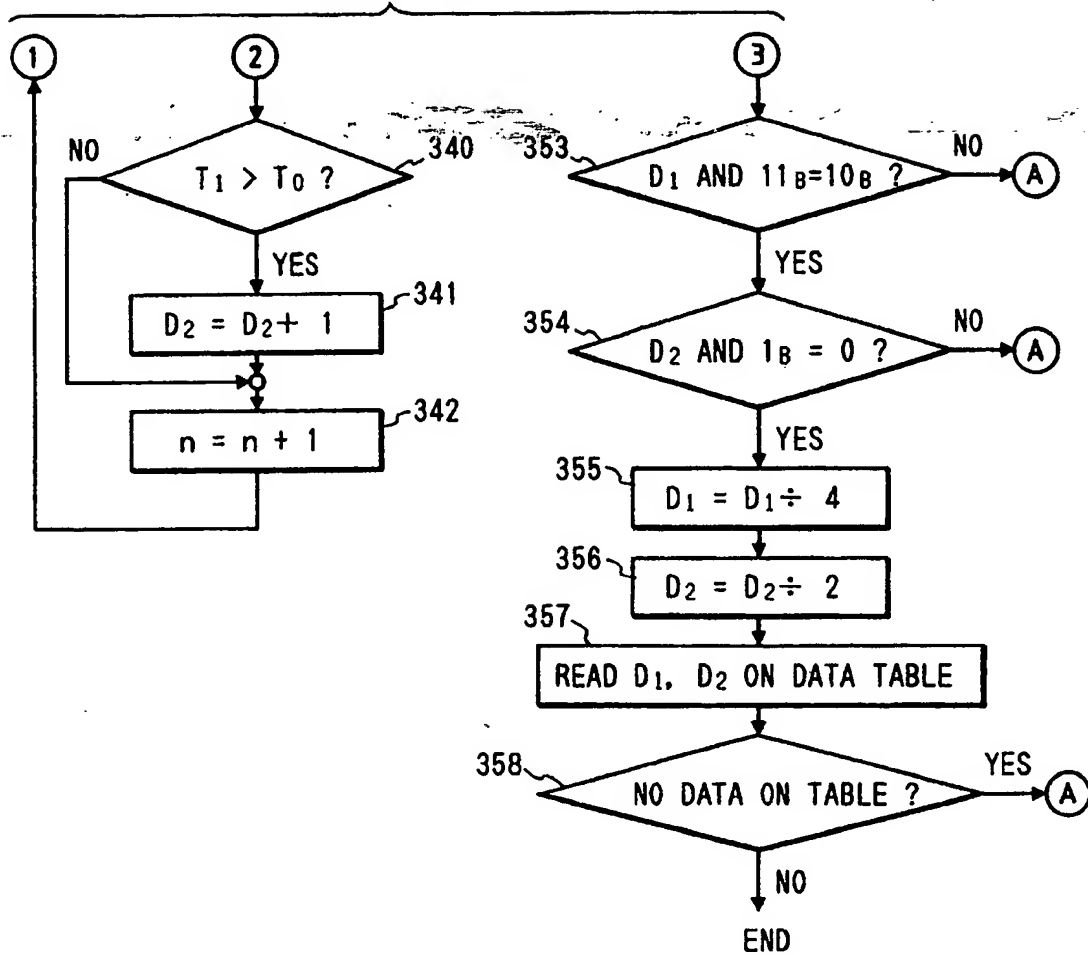 1
2
3
T1 > T0 ?
340
NO
YES
D2 = D2 + 1
341
n = n + 1
342
353
D1 AND 11B=10B ?
NO
A
YES
354
D2 AND 1B = 0 ?
NO
A
YES
355
D1 = D1 ÷ 4
356
D2 = D2 ÷ 2
357
READ D1, D2 ON DATA TABLE
358
NO DATA ON TABLE ?
YES
A
NO
END